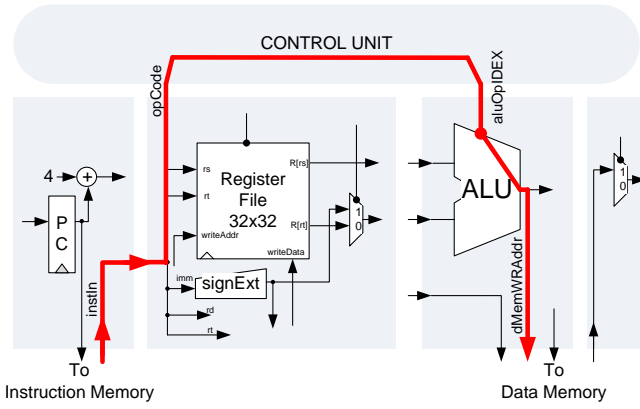 CONTROL UNIT
opCode
aluOpIDEX
4
+
P
C
instIn
To
Instruction Memory
rs
rt
writeAddr
Register
File
32x32
R[rs]
R[rt]
writeData
imm
signExt
rd
rt
1
0
ALU
dMemWRAddr
To
Data Memory
1
0